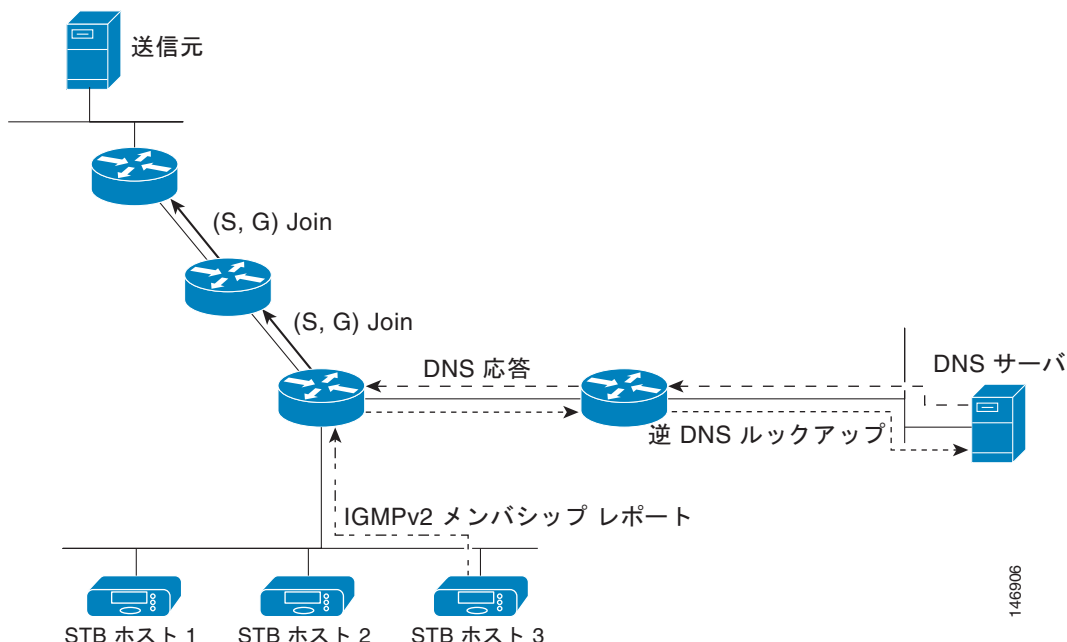 送信元
(S, G) Join
(S, G) Join
DNS 応答
DNS サーバ
逆 DNS ルックアップ
IGMPv2 メンバシップ レポート
146906
STB ホスト 1
STB ホスト 2
STB ホスト 3